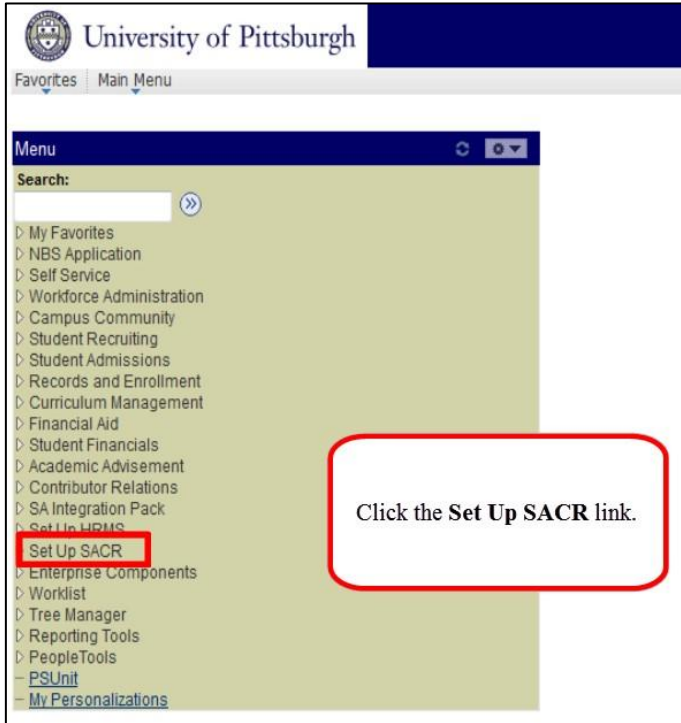 University of Pittsburgh
Favorites Main Menu
Menu
Search:
My Favorites
NBS Application
Self Service
Workforce Administration
Campus Community
Student Recruiting
Student Admissions
Records and Enrollment
Curriculum Management
Financial Aid
Student Financials
Academic Advisement
Contributor Relations
SA Integration Pack
Set Up HRMS
Set Up SACR
Enterprise Components
Worklist
Tree Manager
Reporting Tools
PeopleTools
PSUnit
My Personalizations
Click the Set Up SACR link.